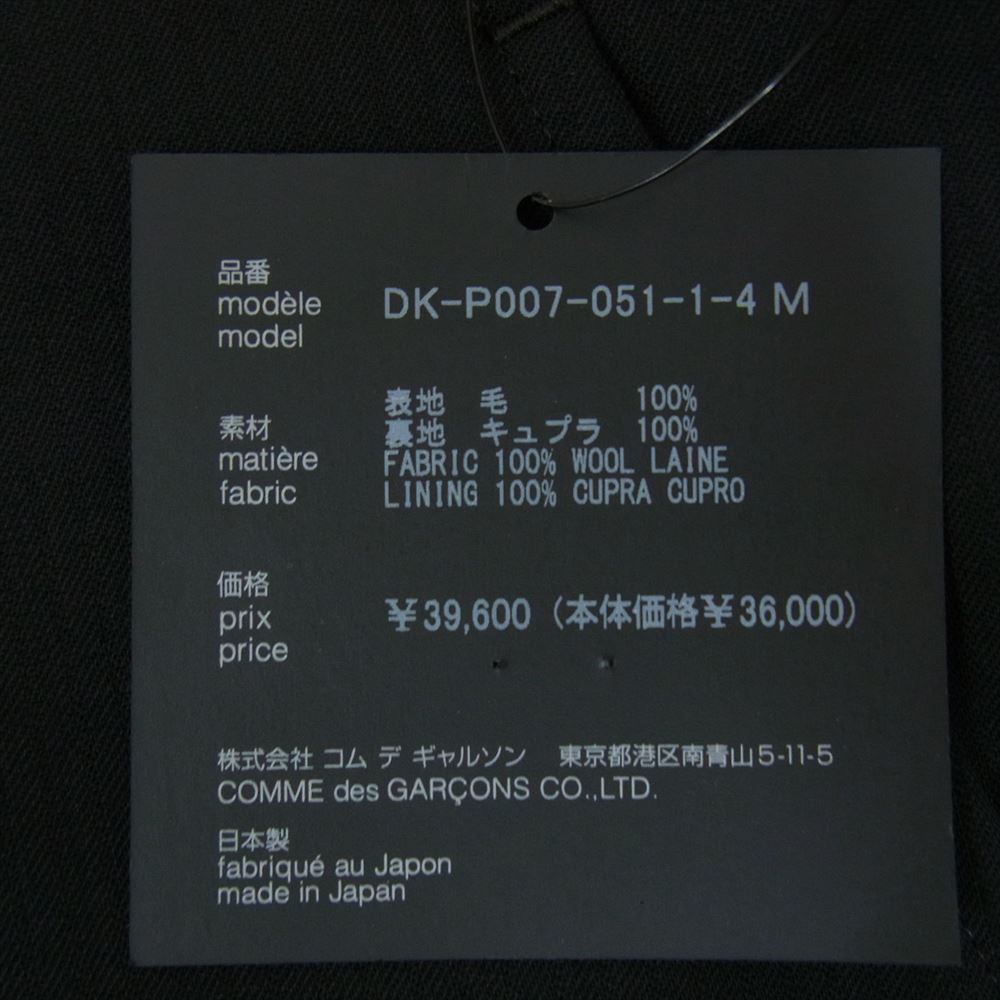 品番
modèle DK-P007-051-1-4 M
model
表地 毛 100%
素材 裏地 キュプラ 100%
matière FABRIC 100% WOOL LAINE
fabric LINING 100% CUPRA CUPRO
価格
prix ¥39,600 (本体価格¥36,000)
price
株式会社 コム デ ギャルソン 東京都港区南青山5-11-5
COMME des GARÇONS CO.,LTD.
日本製
fabriqué au Japon
made in Japan